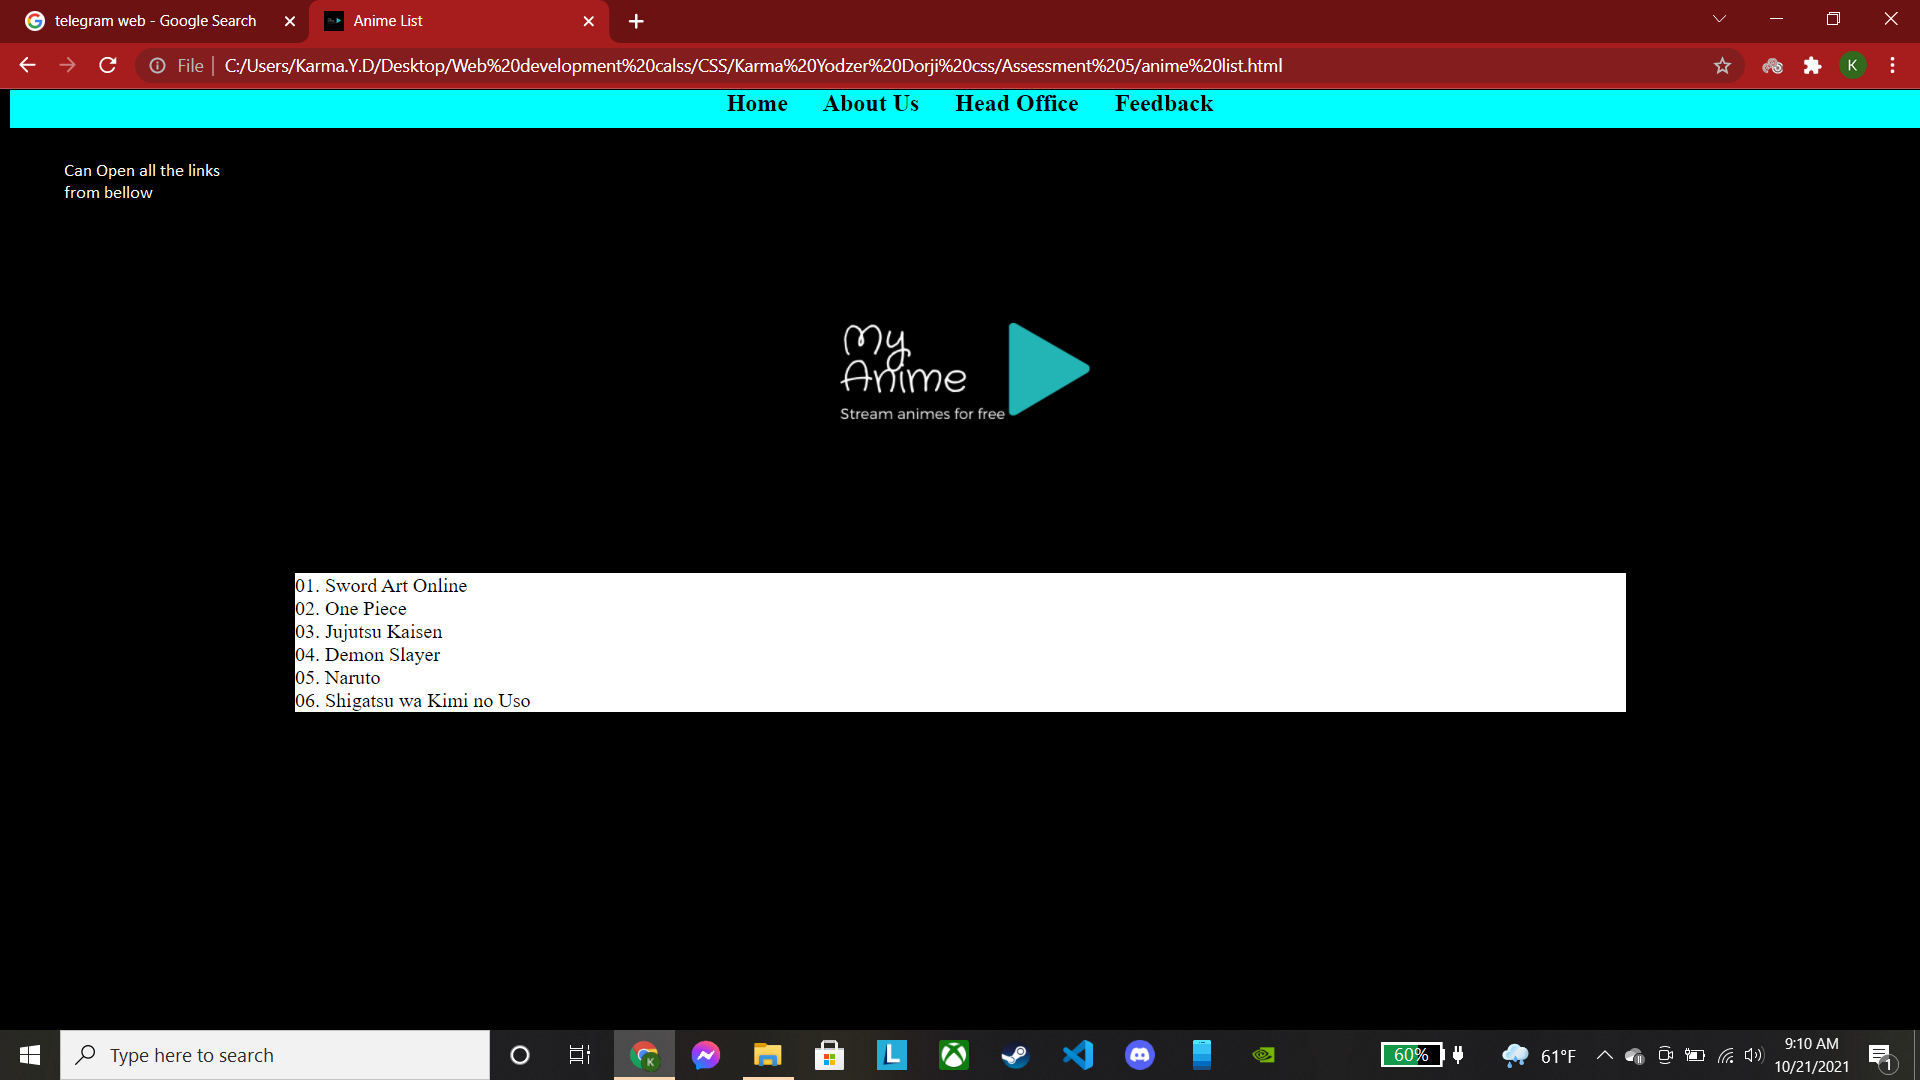 telegram web - Google Search
Anime List
File
C:/Users/Karma.Y.D/Desktop/Web%20development%20calss/CSS/Karma%20Yodzer%20Dorji%20css/Assessment%205/anime%20list.html
K
Home About Us Head Office Feedback
Can Open all the links
from bellow
My
Anime
Stream animes for free
01. Sword Art Online
02. One Piece
03. Jujutsu Kaisen
04. Demon Slayer
05. Naruto
06. Shigatsu wa Kimi no Uso
Type here to search
K
L
60%
61°F
9:10 AM
10/21/2021
1